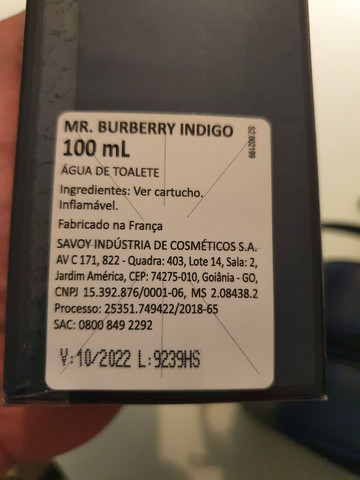 MR. BURBERRY INDIGO
100 mL
ÁGUA DE TOALETE
Ingredientes: Ver cartucho.
Inflamável.
Fabricado na França
SAVOY INDÚSTRIA DE COSMÉTICOS S.A.
AV C 171, 822 - Quadra: 403, Lote 14, Sala: 2,
Jardim América, CEP: 74275-010, Goiânia - GO,
CNPJ 15.392.876/0001-06, MS 2.08438.2
Processo: 25351.749422/2018-65
SAC: 0800 849 2292
V:10/2022 L:9239HS